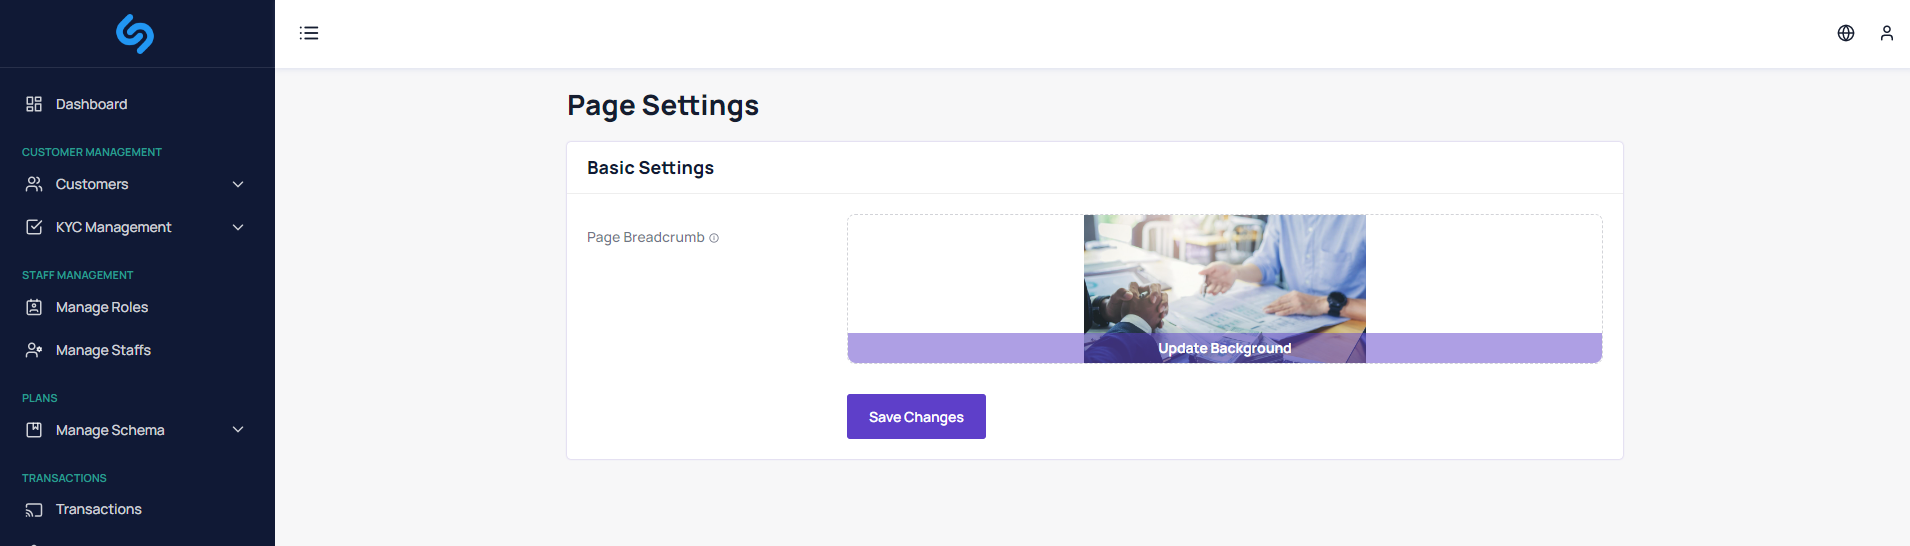 Dashboard
CUSTOMER MANAGEMENT
Customers
KYC Management
STAFF MANAGEMENT
Manage Roles
Manage Staffs
PLANS
Manage Schema
TRANSACTIONS
Transactions
Page Settings
Basic Settings
Page Breadcrumb
Update Background
Save Changes